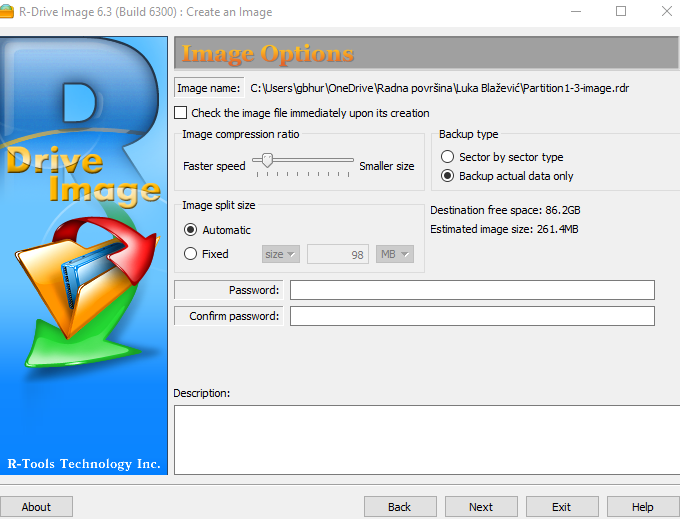 R-Drive Image 6.3 (Build 6300) : Create an Image
Image Options
Image name: C:\Users\gbhur\OneDrive\Radna površina\Luka Blažević\Partition1-3-image.rdr
Check the image file immediately upon its creation
Image compression ratio
Faster speed Smaller size
Backup type
Sector by sector type
Backup actual data only
Image split size
Automatic
Fixed size 98 MB
Destination free space: 86.2GB
Estimated image size: 261.4MB
Password:
Confirm password:
Description:
R
Drive
Image
R-Tools Technology Inc.
About Back Next Exit Help